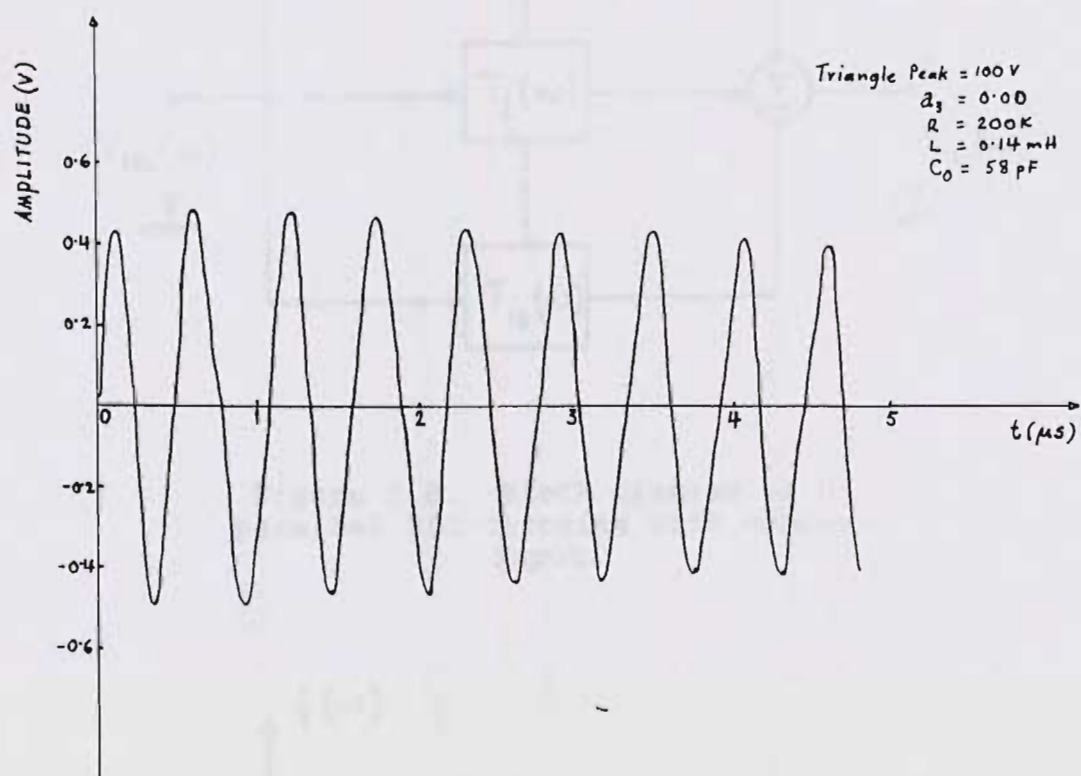 AMPLITUDE (V)
Triangle Peak = 100 V
a₃ = 0.00
R = 200K
L = 0.14 mH
C₀ = 58 pF
0.6
0.4
0.2
0 1 2 3 4 5
t (μs)
-0.2
-0.4
-0.6